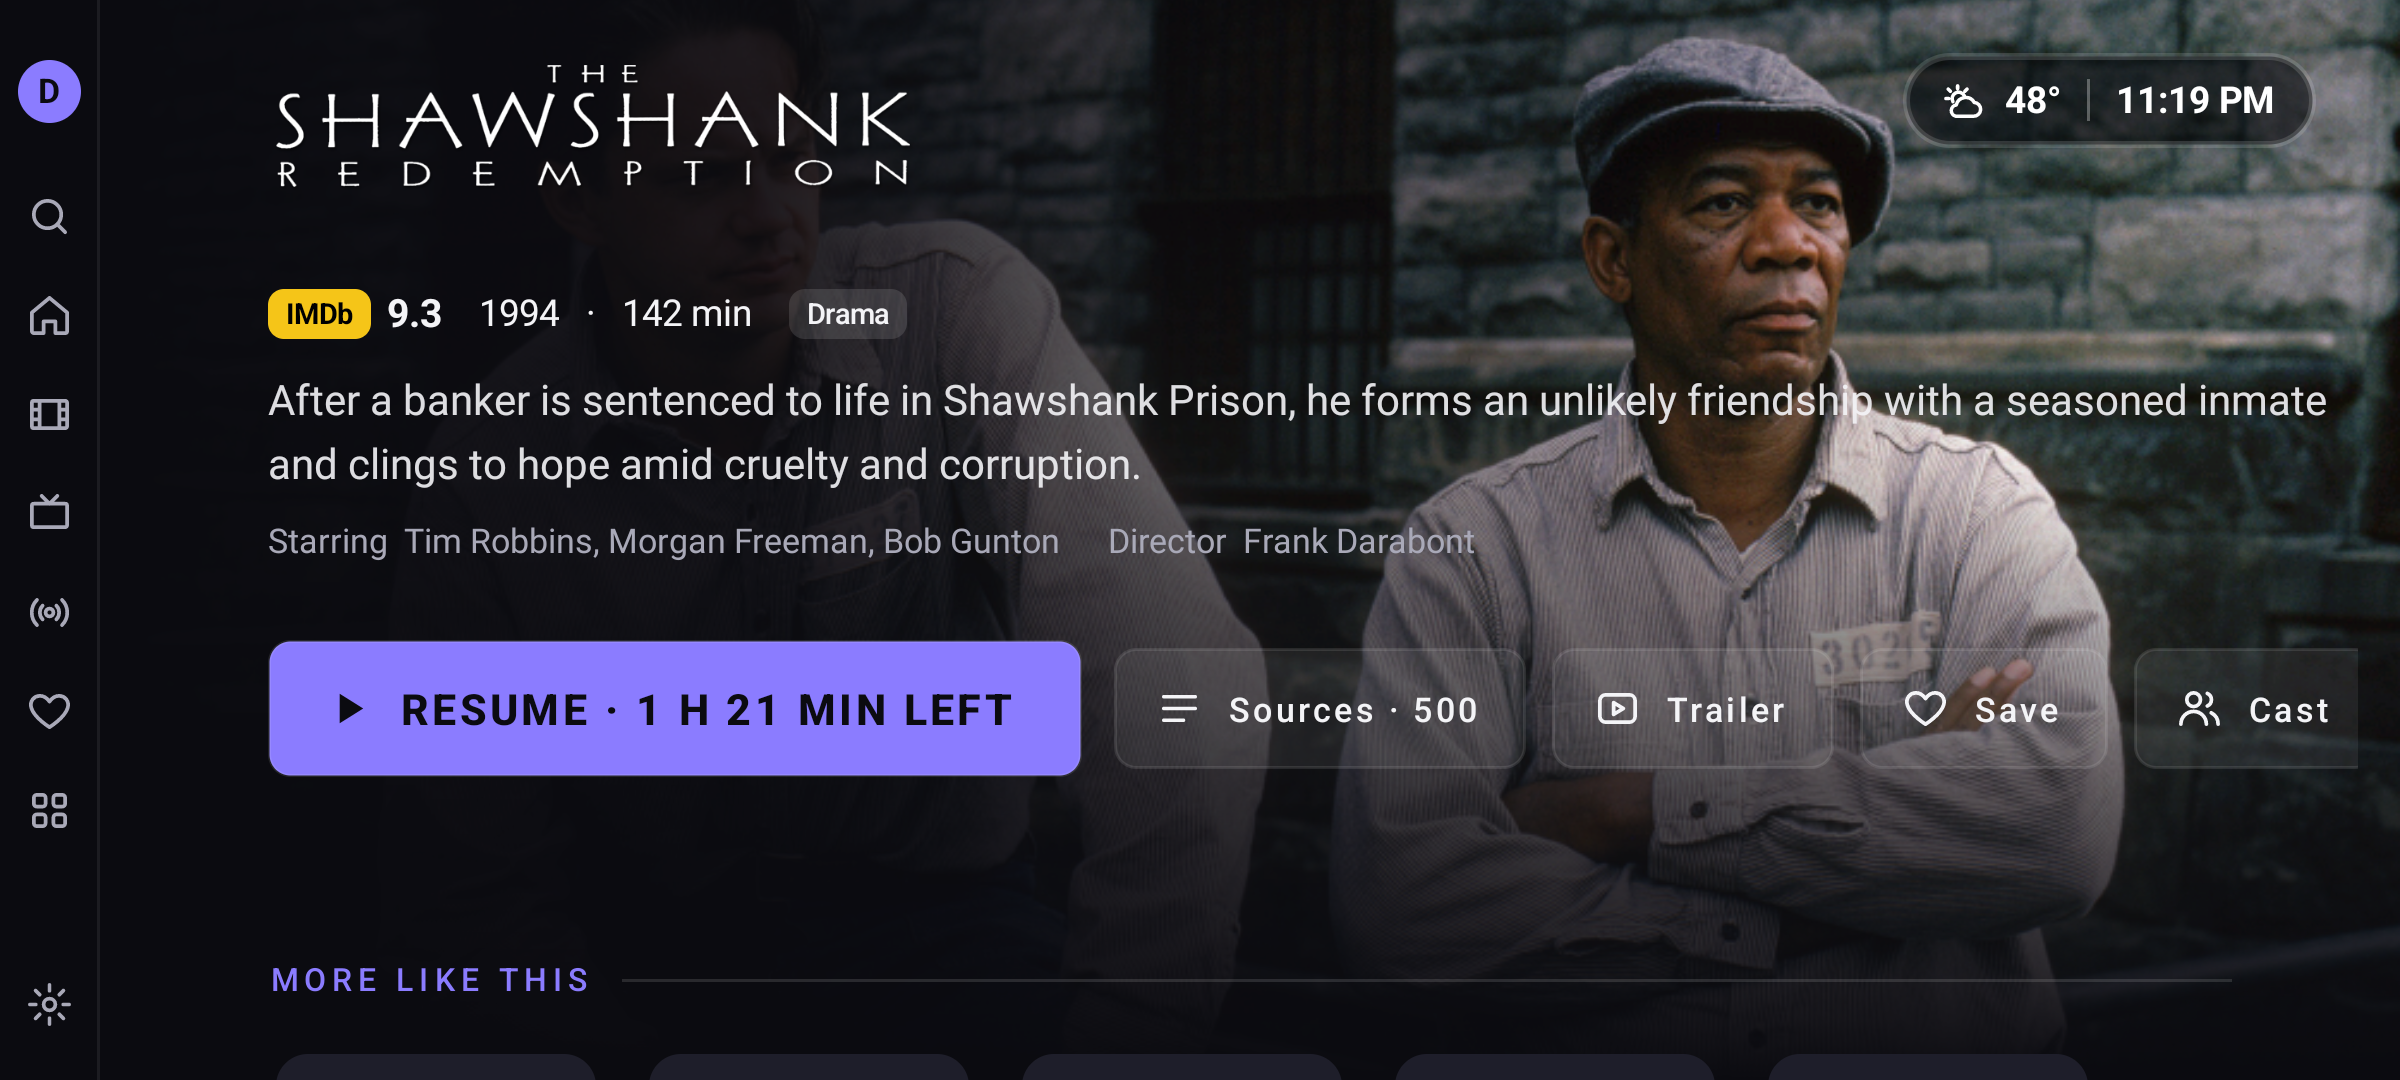 D
THE
SHAWSHANK
REDEMPTION
48° 11:19 PM
IMDb 9.3 1994 · 142 min Drama
After a banker is sentenced to life in Shawshank Prison, he forms an unlikely friendship with a seasoned inmate
and clings to hope amid cruelty and corruption.
Starring Tim Robbins, Morgan Freeman, Bob Gunton Director Frank Darabont
RESUME · 1 H 21 MIN LEFT
Sources · 500
Trailer
Save
Cast
MORE LIKE THIS